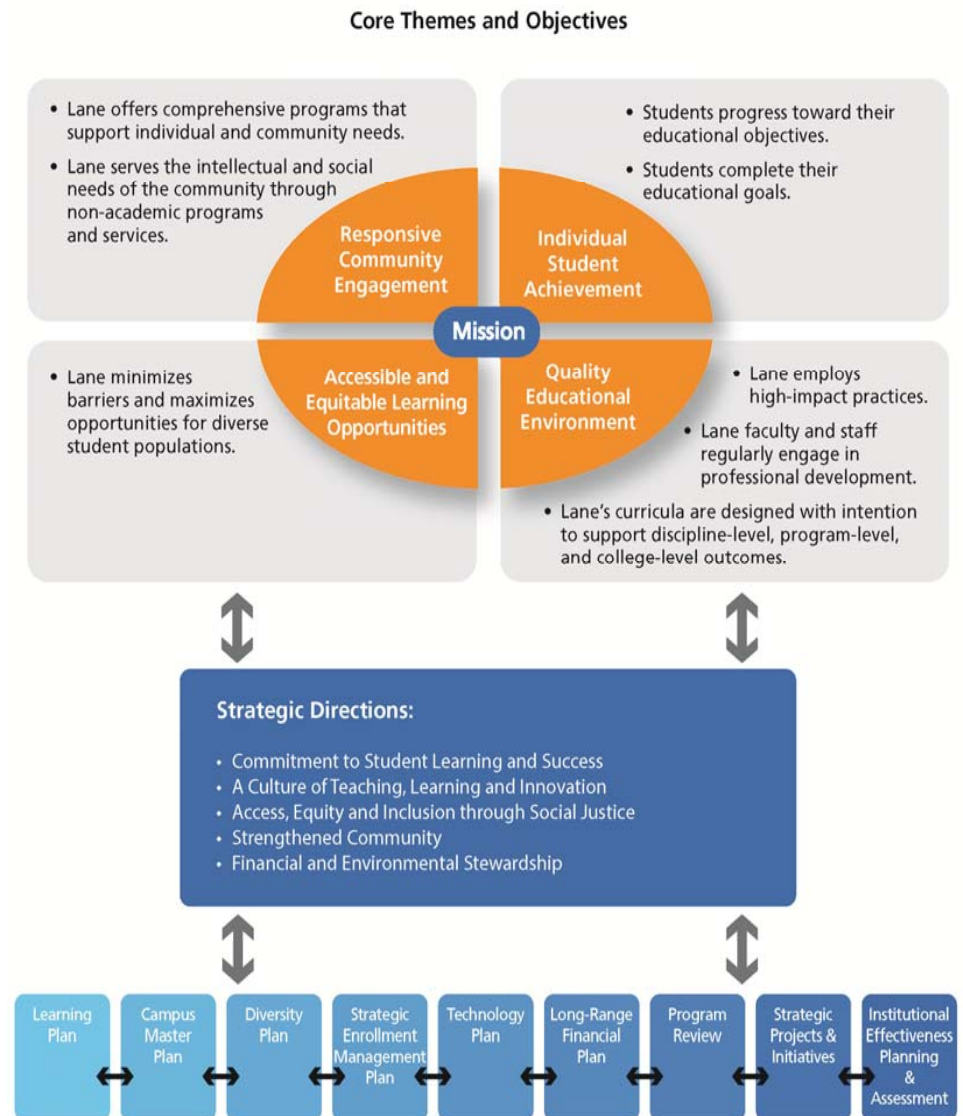 Core Themes and Objectives
• Lane offers comprehensive programs that
support individual and community needs.
• Lane serves the intellectual and social
needs of the community through
non-academic programs
and services.
• Students progress toward their
educational objectives.
• Students complete their
educational goals.
Responsive
Community
Engagement
Individual
Student
Achievement
Mission
• Lane minimizes
barriers and maximizes
opportunities for diverse
student populations.
Accessible and
Equitable Learning
Opportunities
Quality
Educational
Environment
• Lane employs
high-impact practices.
• Lane faculty and staff
regularly engage in
professional development.
• Lane's curricula are designed with intention
to support discipline-level, program-level,
and college-level outcomes.
Strategic Directions:
• Commitment to Student Learning and Success
• A Culture of Teaching, Learning and Innovation
• Access, Equity and Inclusion through Social Justice
• Strengthened Community
• Financial and Environmental Stewardship
Learning
Plan
Campus
Master
Plan
Diversity
Plan
Strategic
Enrollment
Management
Plan
Technology
Plan
Long-Range
Financial
Plan
Program
Review
Strategic
Projects &
Initiatives
Institutional
Effectiveness
Planning
&
Assessment